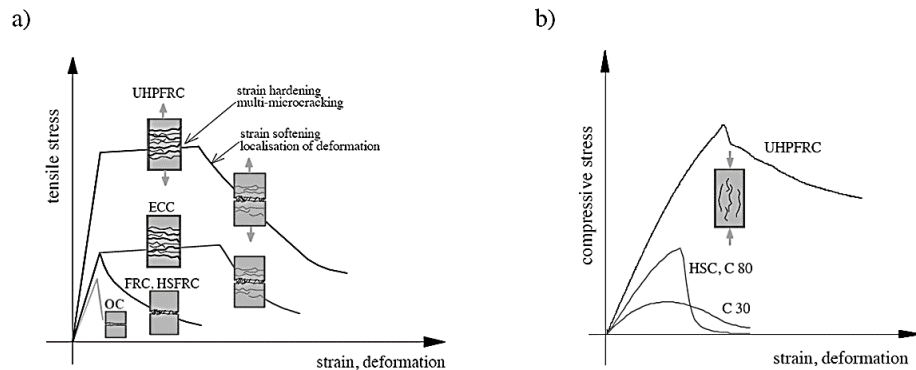 a)
b)
tensile stress
UHPFRC
strain hardening
multi-microcracking
strain softening
localisation of deformation
ECC
FRC, HSFRC
OC
strain, deformation
compressive stress
UHPFRC
HSC, C 80
C 30
strain, deformation